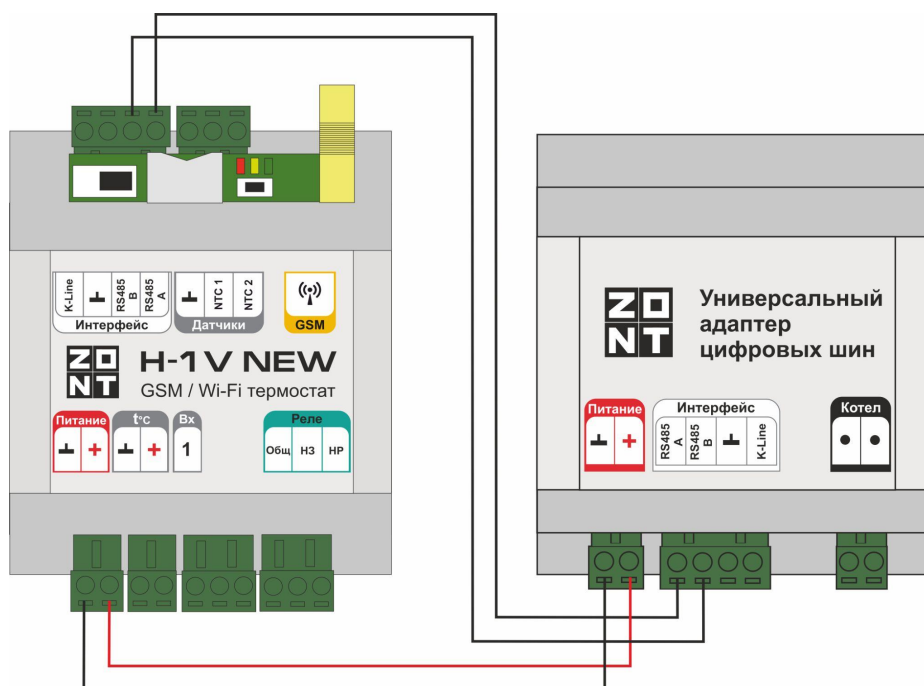 K-Line
RS485
B
RS485
A
NTC 1
NTC 2
Интерфейс
Датчики
GSM
ZONT
H-1V NEW
GSM / Wi-Fi термостат
Питание
t°C
Вх
Реле
+
+
1
Общ
НЗ
НР
ZONT
Универсальный
адаптер
цифровых шин
Питание
Интерфейс
Котел
+
RS485
A
RS485
B
K-Line